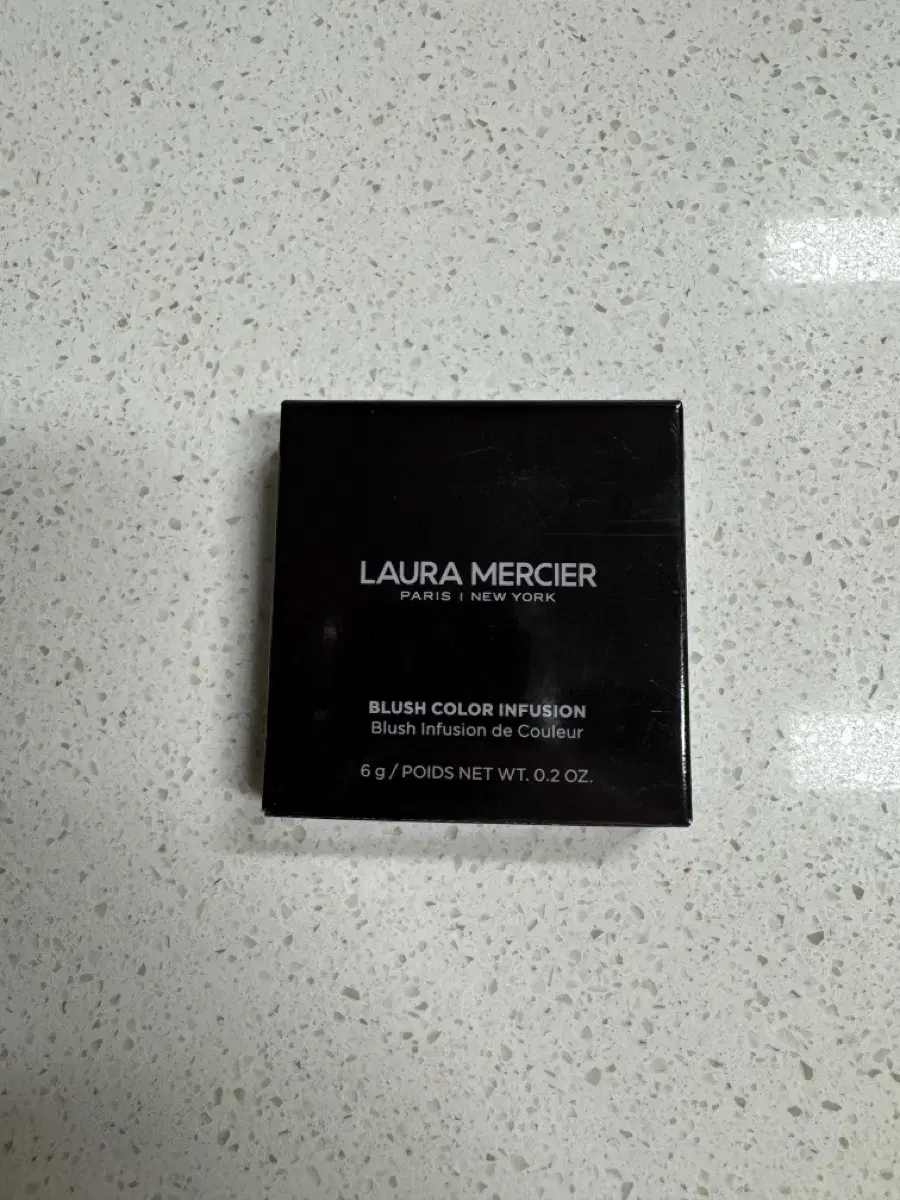 LAURA MERCIER
PARIS | NEW YORK
BLUSH COLOR INFUSION
Blush Infusion de Couleur
6 g / POIDS NET WT. 0.2 OZ.